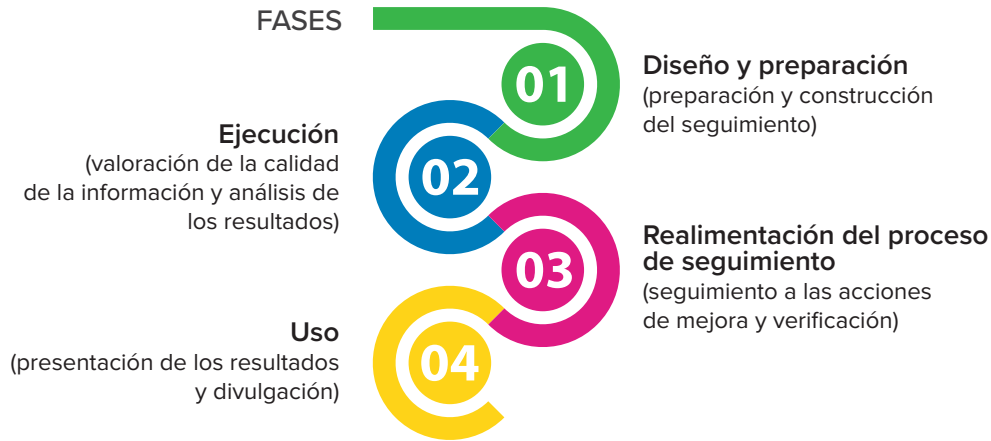 FASES
01
Diseño y preparación
(preparación y construcción
del seguimiento)
Ejecución
(valoración de la calidad
de la información y análisis de
los resultados)
02
03
Realimentación del proceso
de seguimiento
(seguimiento a las acciones
de mejora y verificación)
Uso
(presentación de los resultados
y divulgación)
04